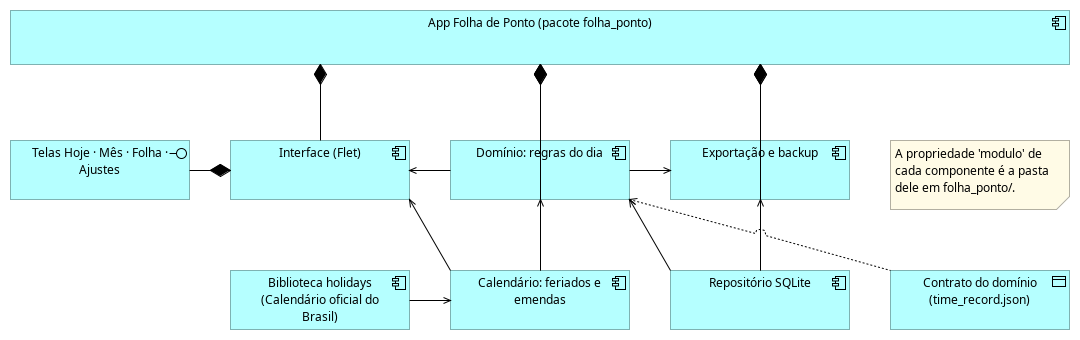 App Folha de Ponto (pacote folha_ponto)
Telas Hoje · Mês · Folha ·
Ajustes
Interface (Flet)
Domínio: regras do dia
Exportação e backup
A propriedade 'modulo' de
cada componente é a pasta
dele em folha_ponto/.
Biblioteca holidays
(Calendário oficial do
Brasil)
Calendário: feriados e
emendas
Repositório SQLite
Contrato do domínio
(time_record.json)